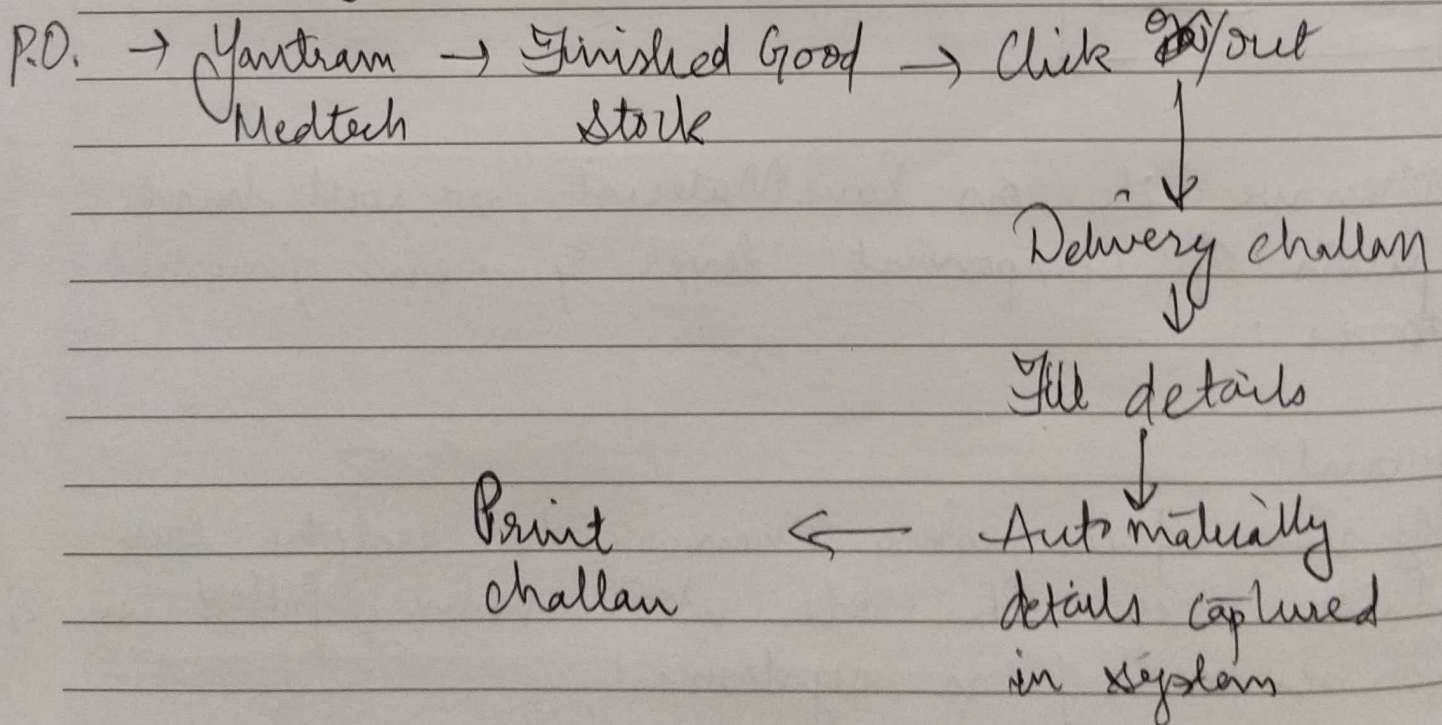 P.O. → Yantram → Finished Good → Click /out
Medtech Stock
Delivery challan
Fill details
Print ← Automatically
challan details captured
in system